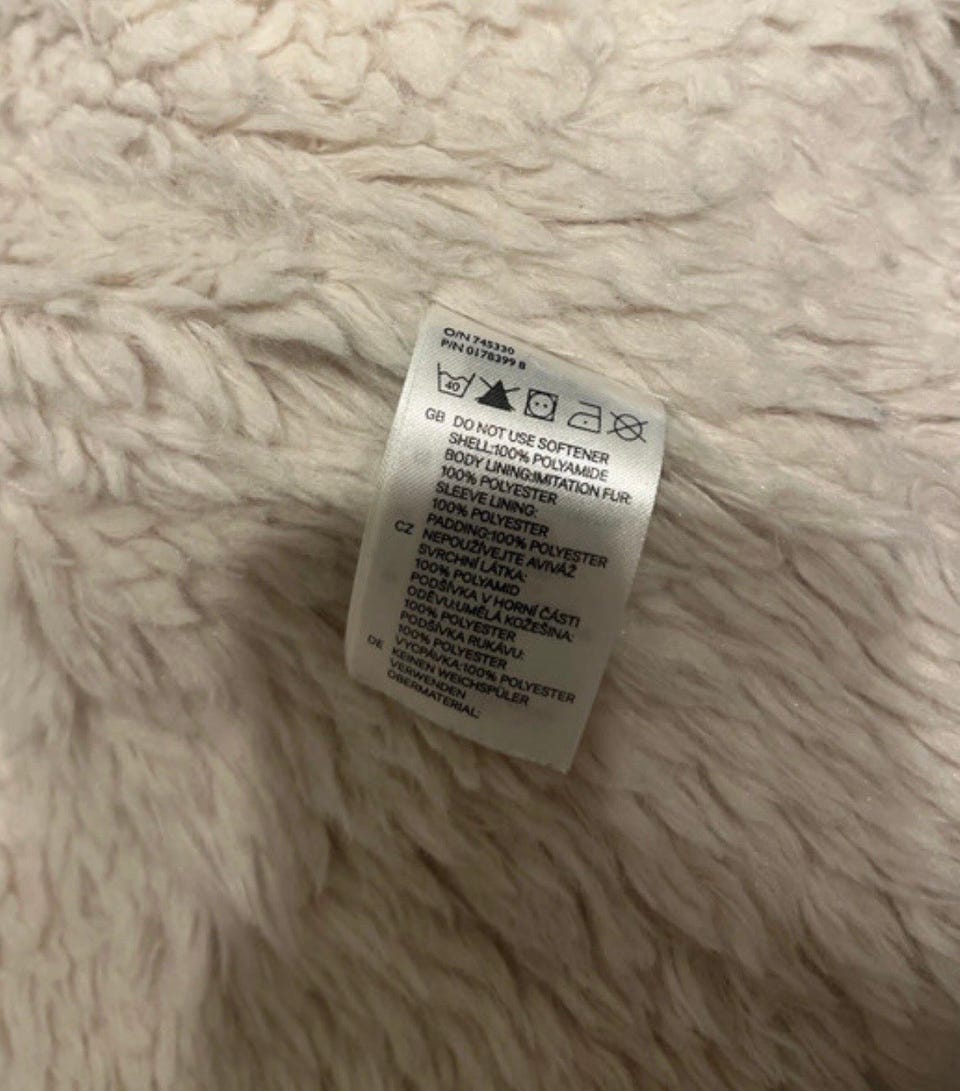 O/N 745330
P/N 0178399 B
40
GB DO NOT USE SOFTENER
SHELL:100% POLYAMIDE
BODY LINING:IMITATION FUR:
100% POLYESTER
SLEEVE LINING:
100% POLYESTER
PADDING:100% POLYESTER
CZ NEPOUŽÍVEJTE AVIVÁŽ
SVRCHNÍ LÁTKA:
100% POLYAMID
PODŠÍVKA V HORNÍ ČÁSTI
ODĚVU:UMĚLÁ KOŽEŠINA:
100% POLYESTER
PODŠÍVKA RUKÁVU:
100% POLYESTER
VYCPÁVKA:100% POLYESTER
DE KEINEN WEICHSPÜLER
VERWENDEN
OBERMATERIAL: